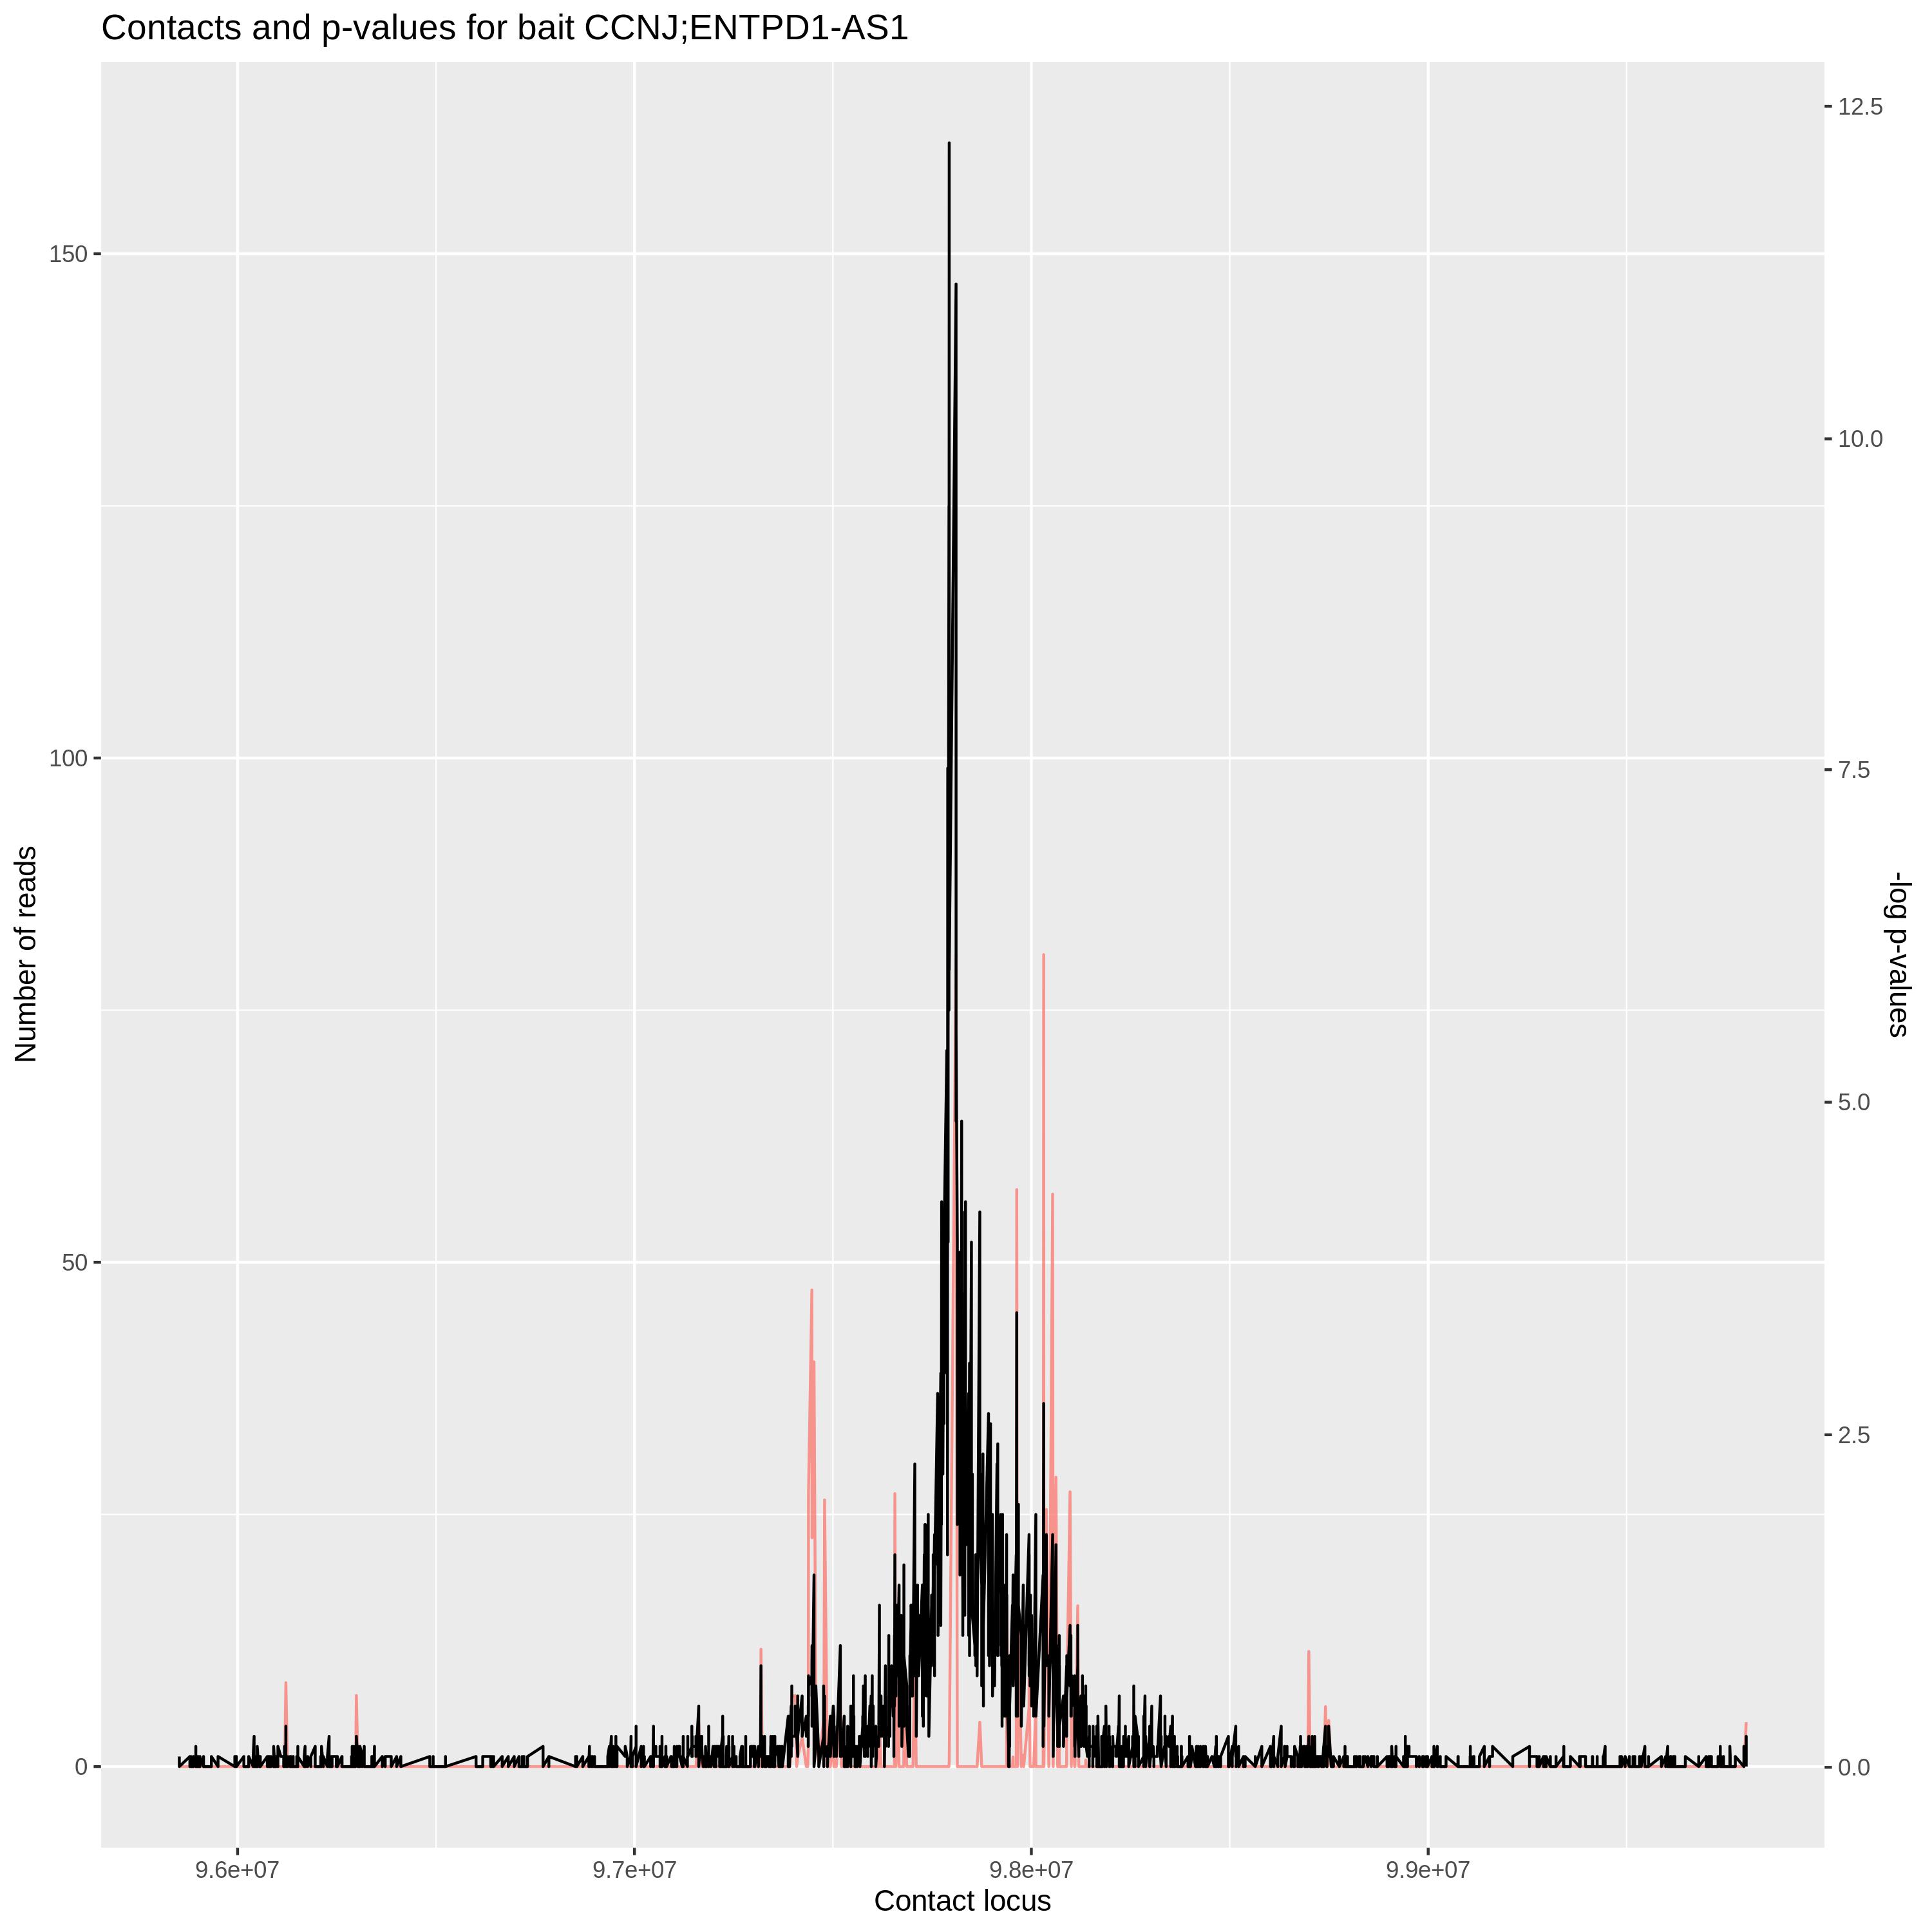 Contacts and p-values for bait CCNJ;ENTPD1-AS1
150
100
50
0
Number of reads
12.5
10.0
7.5
5.0
2.5
0.0
-log p-values
9.6e+07
9.7e+07
9.8e+07
9.9e+07
Contact locus